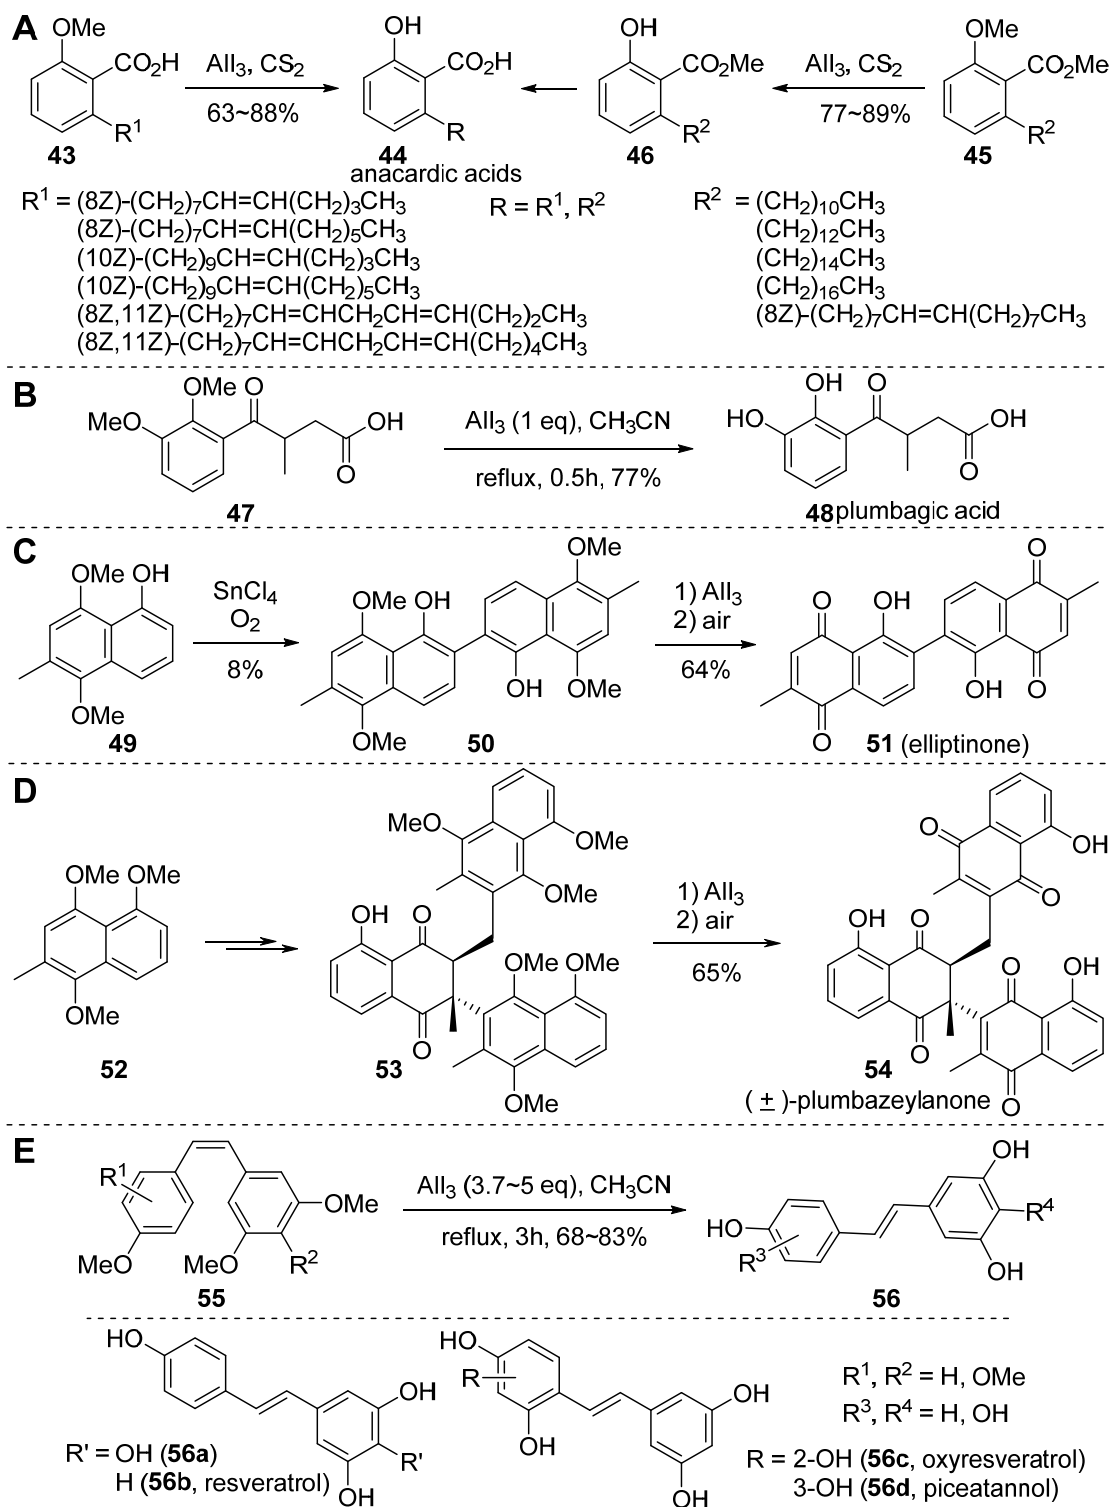 A
OMe
CO2H
R1
43
AlI3, CS2
63~88%
OH
CO2H
R
44
anacardic acids
OH
CO2Me
R2
46
AlI3, CS2
77~89%
OMe
CO2Me
R2
45
R1 = (8Z)-(CH2)7CH=CH(CH2)3CH3
(8Z)-(CH2)7CH=CH(CH2)5CH3
(10Z)-(CH2)9CH=CH(CH2)3CH3
(10Z)-(CH2)9CH=CH(CH2)5CH3
(8Z,11Z)-(CH2)7CH=CHCH2CH=CH(CH2)2CH3
(8Z,11Z)-(CH2)7CH=CHCH2CH=CH(CH2)4CH3
R = R1, R2
R2 = (CH2)10CH3
(CH2)12CH3
(CH2)14CH3
(CH2)16CH3
(8Z)-(CH2)7CH=CH(CH2)7CH3
B
OMe O
MeO
OH
O
47
AlI3 (1 eq), CH3CN
reflux, 0.5h, 77%
OH O
HO
OH
O
48 plumbagic acid
C
OMe OH
OMe
49
SnCl4
O2
8%
OMe
OMe OH
OH OMe
OMe
50
1) AlI3
2) air
64%
O
O OH
OH O
O
51 (elliptinone)
D
OMe OMe
OMe
52
MeO
OMe
OMe
OH O
OMe OMe
O
OMe
53
1) AlI3
2) air
65%
O
OH
O
OH O
O OH
O
O
54
( ± )-plumbazeylanone
E
R1
OMe
MeO
MeO
R2
55
AlI3 (3.7~5 eq), CH3CN
reflux, 3h, 68~83%
OH
HO
R4
R3
OH
56
HO
OH
R'
OH
R' = OH (56a)
H (56b, resveratrol)
HO
R
OH
OH
OH
R1, R2 = H, OMe
R3, R4 = H, OH
R = 2-OH (56c, oxyresveratrol)
3-OH (56d, piceatannol)